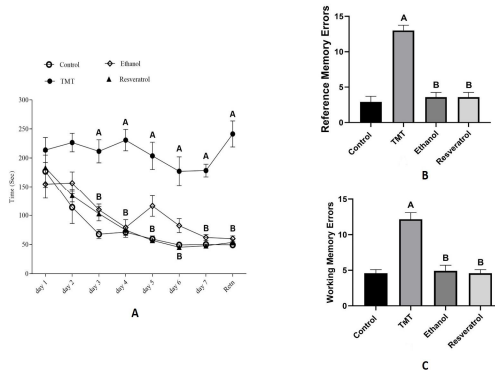 Control
Ethanol
TMT
Resveratrol
300
250
200
150
100
50
0
Time (Sec)
A
A
A
A
A
A
B
B
B
B
B
day 1
day 2
day 3
day 4
day 5
day 6
day 7
Retn
A
Reference Memory Errors
15
10
5
0
A
B
B
Control
TMT
Ethanol
Resveratrol
B
Working Memory Errors
15
10
5
0
A
B
B
Control
TMT
Ethanol
Resveratrol
C